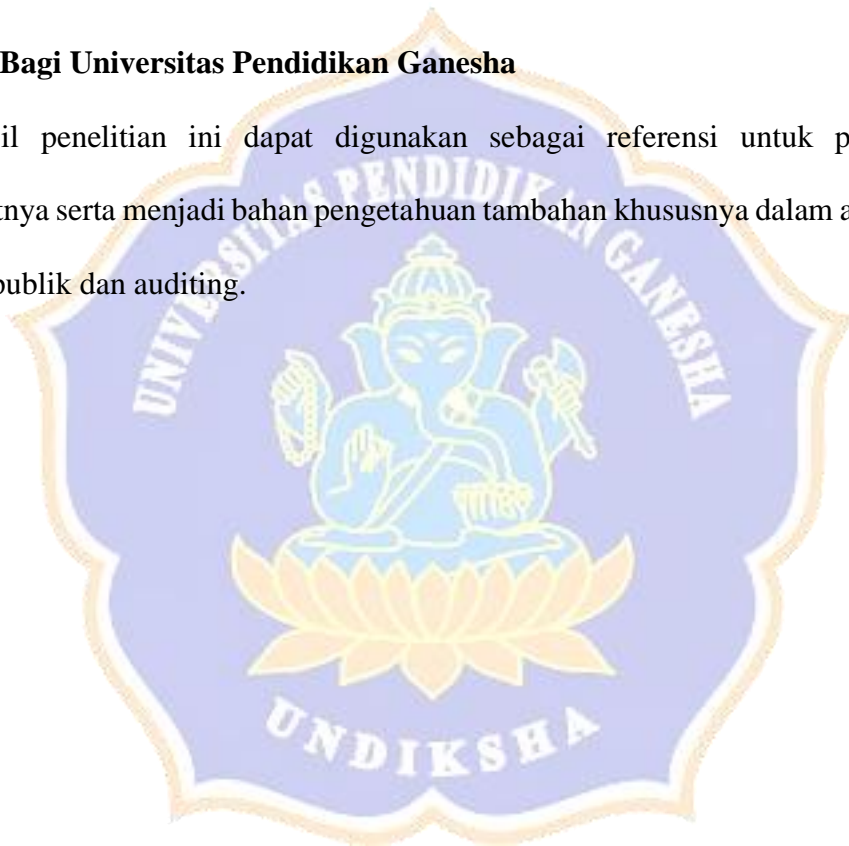 Bagi Universitas Pendidikan Ganesha
il penelitian ini dapat digunakan sebagai referensi untuk p
tnya serta menjadi bahan pengetahuan tambahan khususnya dalam a
publik dan auditing.
UNIVERSITAS PENDIDIKAN GANESHA
UNDIKSHA